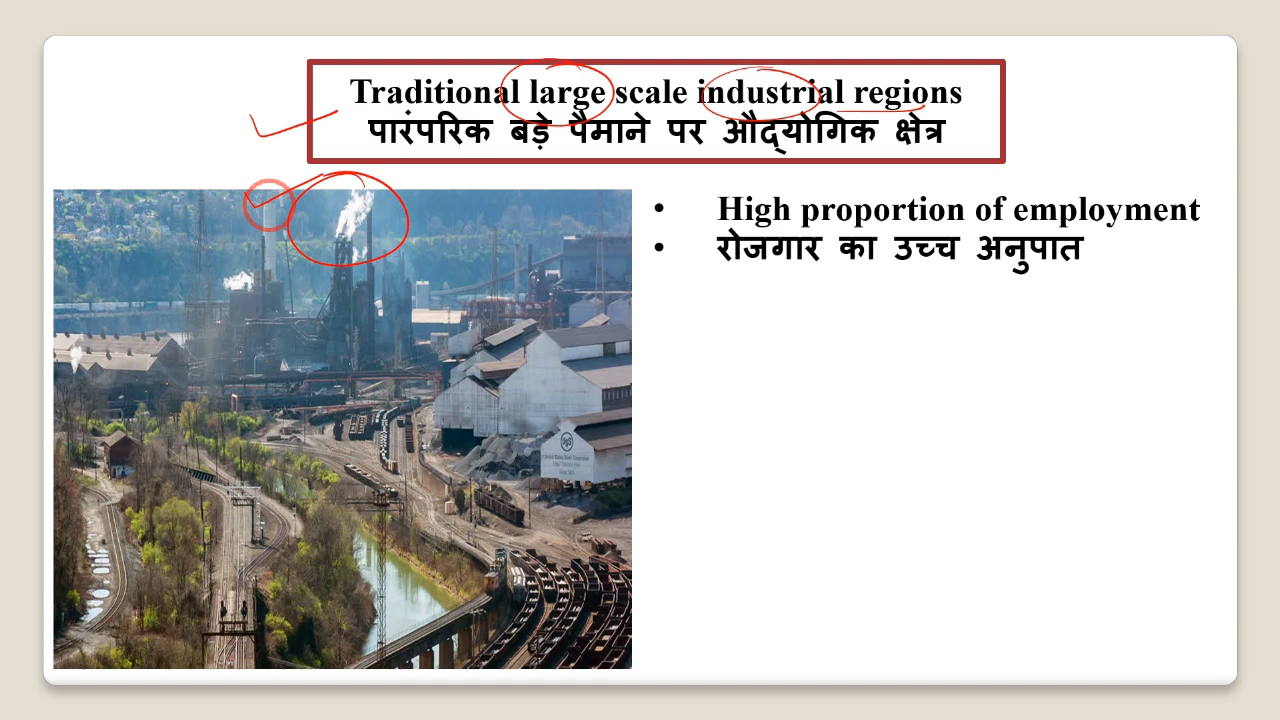 Traditional large scale industrial regions
पारंपरिक बड़े पैमाने पर औद्योगिक क्षेत्र
• High proportion of employment
• रोजगार का उच्च अनुपात